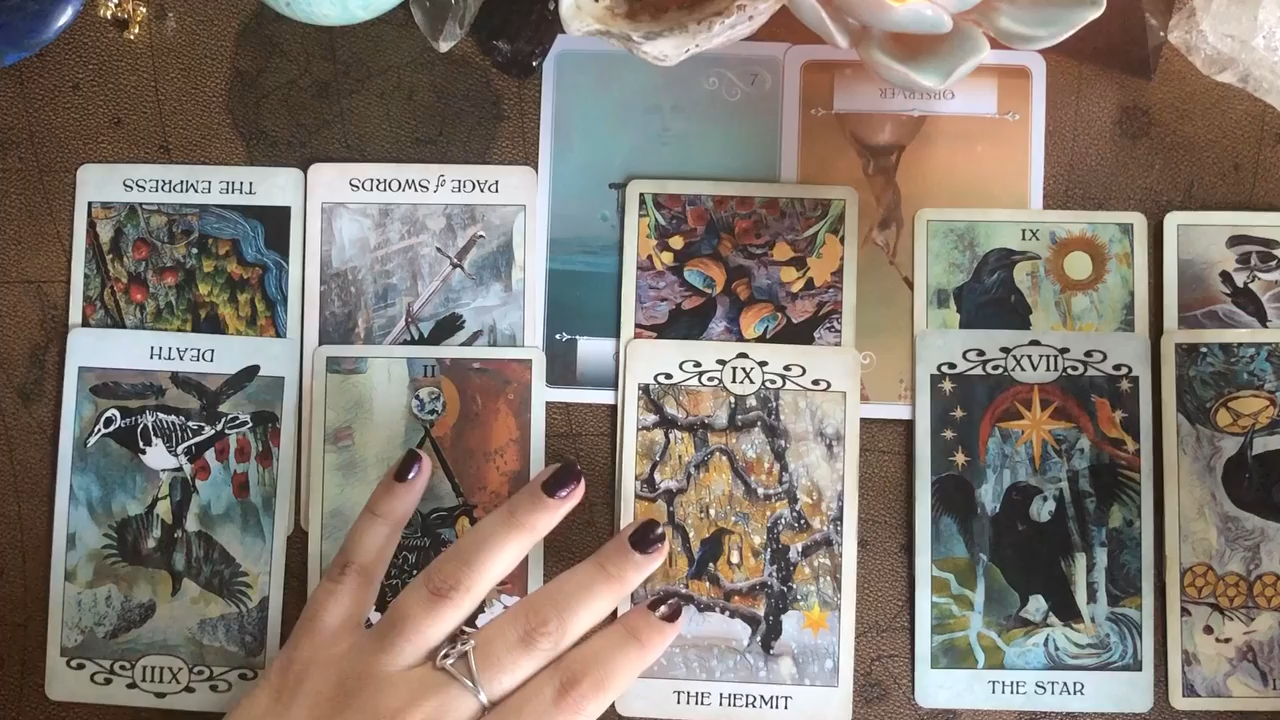 7
OBSERVER
THE EMPRESS
PAGE of SWORDS
IX
DEATH
XIII
II
IX
THE HERMIT
XVII
THE STAR